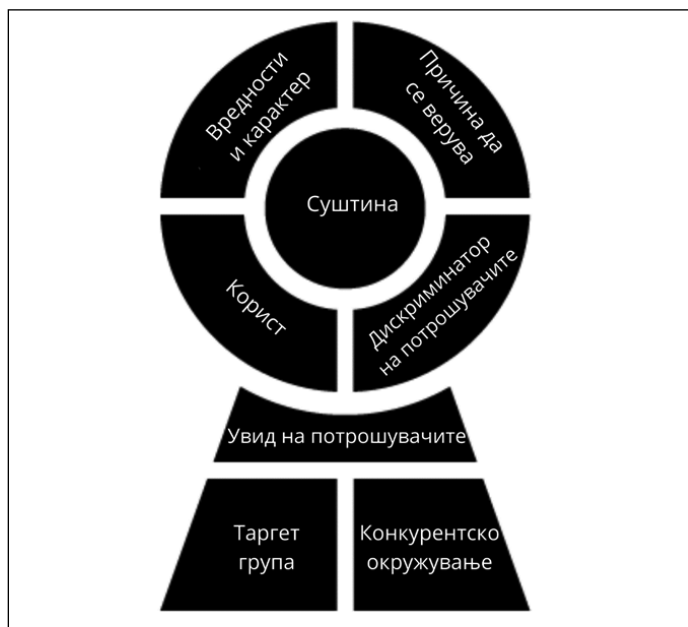 Вредности
и карактер
Причина да
се верува
Суштина
Корист
Дискриминатор
на потрошувачите
Увид на потрошувачите
Таргет
група
Конкурентско
окружување